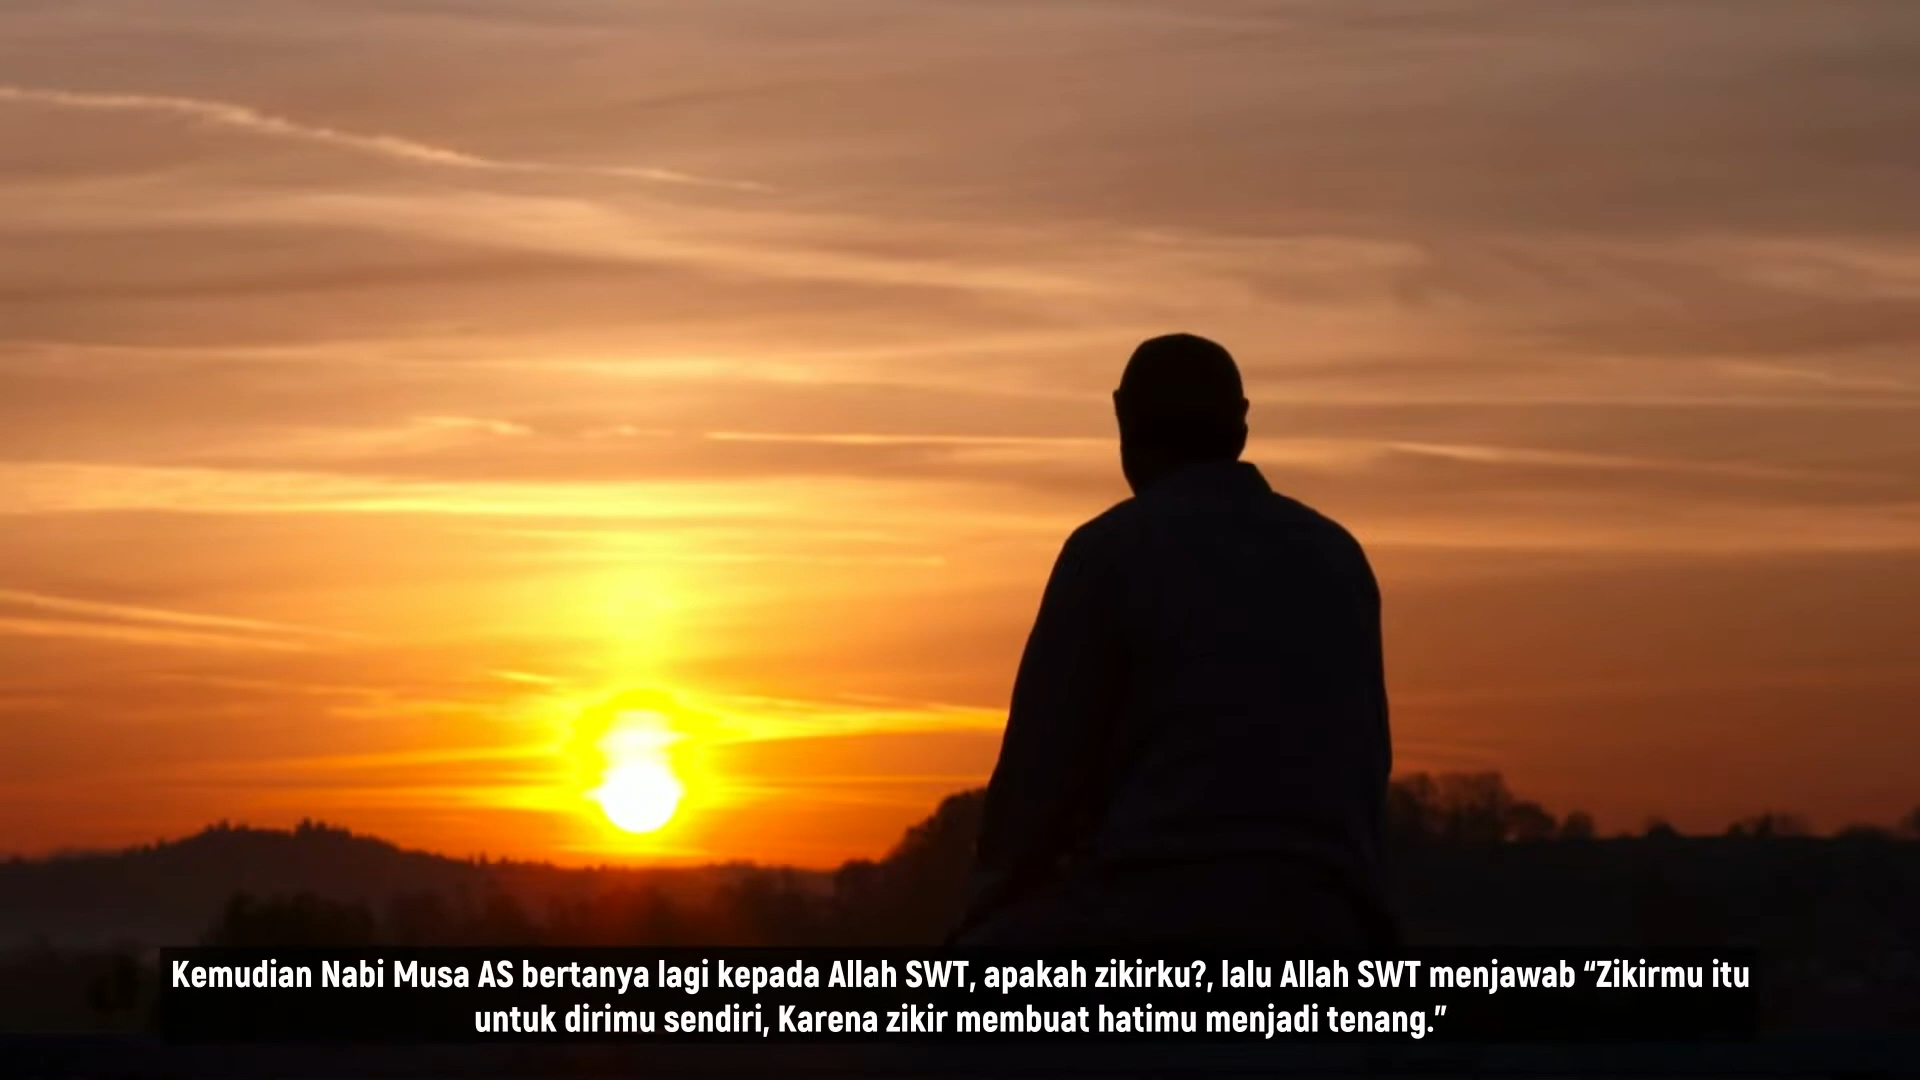 Kemudian Nabi Musa AS bertanya lagi kepada Allah SWT, apakah zikirku?, lalu Allah SWT menjawab “Zikirmu itu
untuk dirimu sendiri, Karena zikir membuat hatimu menjadi tenang.”